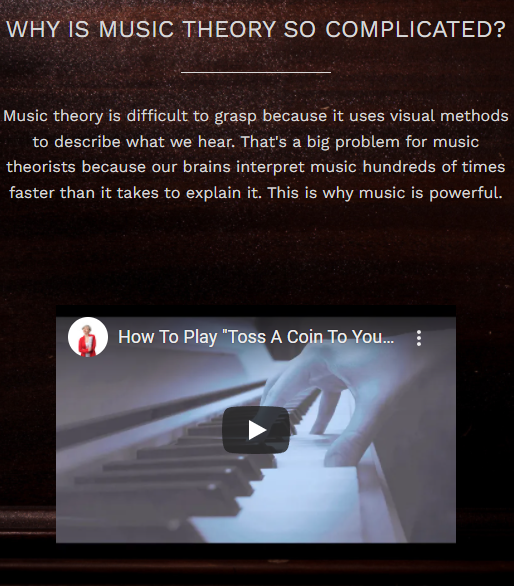 WHY IS MUSIC THEORY SO COMPLICATED?
Music theory is difficult to grasp because it uses visual methods
to describe what we hear. That's a big problem for music
theorists because our brains interpret music hundreds of times
faster than it takes to explain it. This is why music is powerful.
How To Play "Toss A Coin To You...